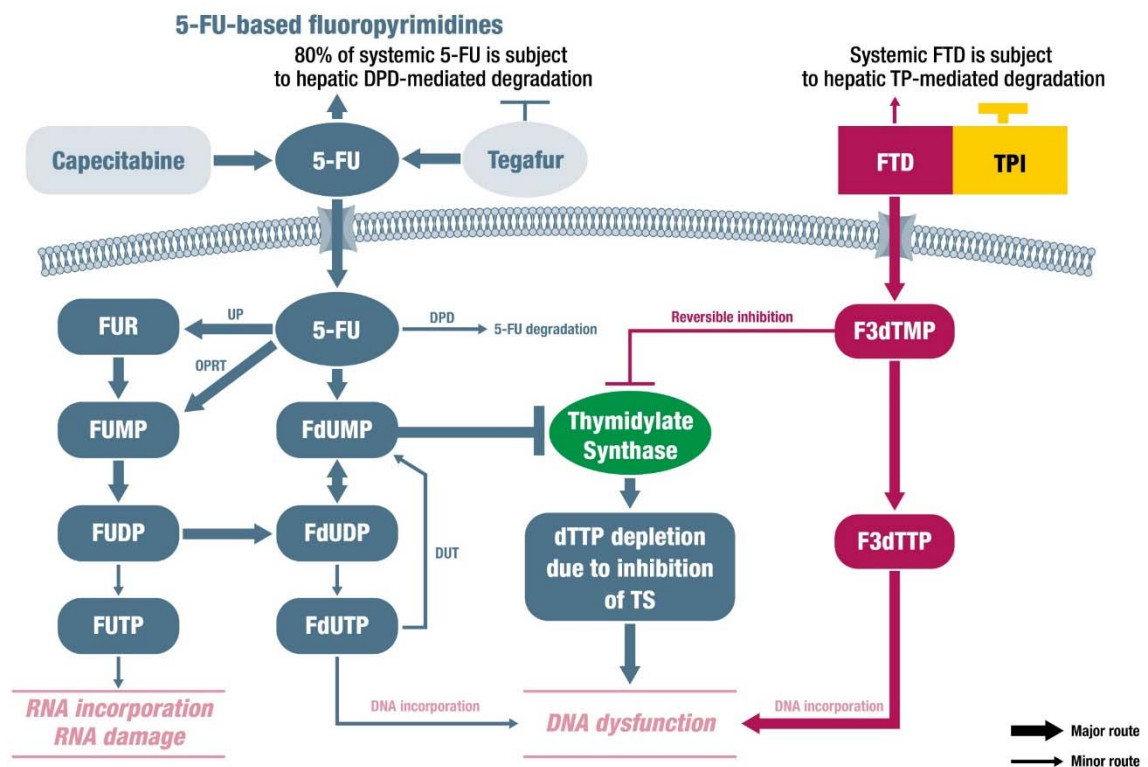 5-FU-based fluoropyrimidines
80% of systemic 5-FU is subject
to hepatic DPD-mediated degradation
Systemic FTD is subject
to hepatic TP-mediated degradation
Capecitabine
5-FU
Tegafur
FTD
TPI
FUR
UP
5-FU
DPD
5-FU degradation
Reversible inhibition
F3dTMP
OPRT
FUMP
FdUMP
Thymidylate
Synthase
FUDP
FdUDP
DUT
dTTP depletion
due to inhibition
of TS
F3dTTP
FUTP
FdUTP
RNA incorporation
RNA damage
DNA incorporation
DNA dysfunction
DNA incorporation
Major route
Minor route